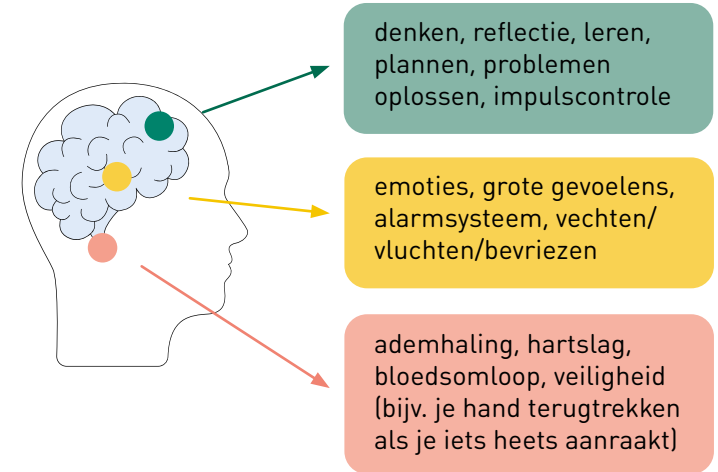 denken, reflectie, leren,
plannen, problemen
oplossen, impulscontrole
emoties, grote gevoelens,
alarmsysteem, vechten/
vluchten/bevriezen
ademhaling, hartslag,
bloedsomloop, veiligheid
(bijv. je hand terugtrekken
als je iets heets aanraakt)